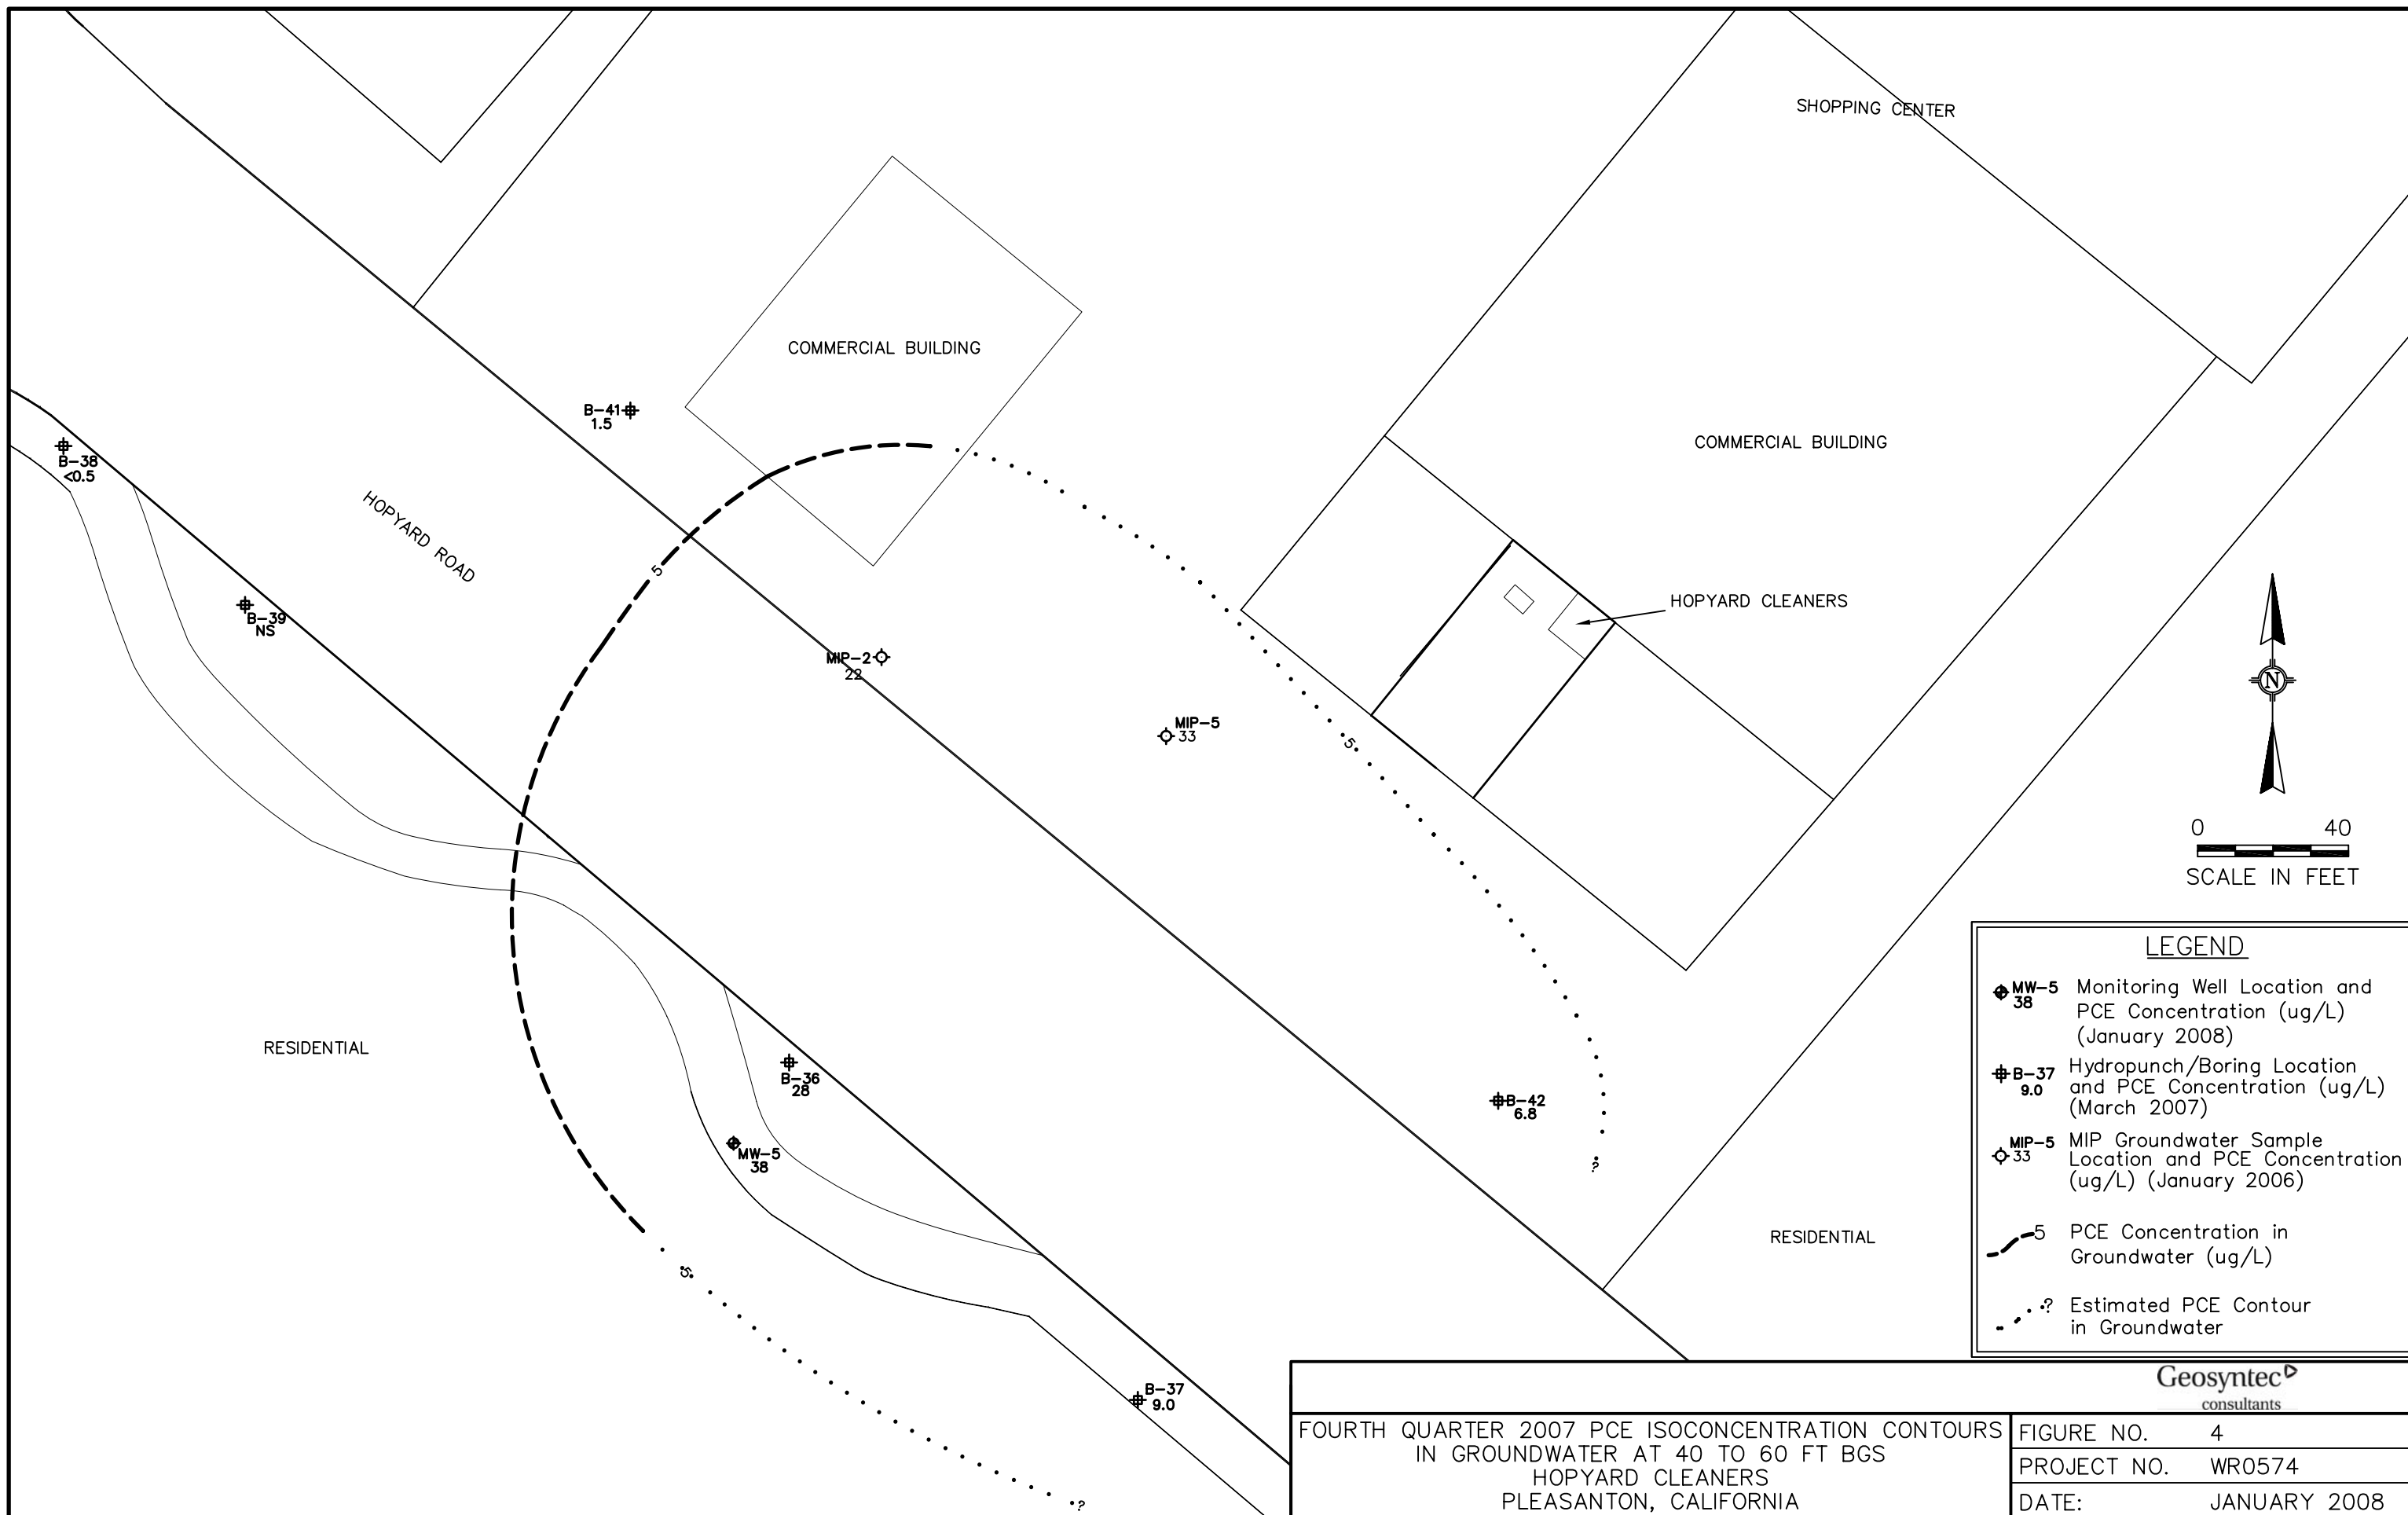 SHOPPING CENTER
COMMERCIAL BUILDING
B-41
1.5
COMMERCIAL BUILDING
B-38
<0.5
HOPYARD ROAD
5
HOPYARD CLEANERS
B-39
NS
MIP-2
22
MIP-5
33
5
N
0 40
SCALE IN FEET
RESIDENTIAL
B-36
28
MW-5
38
B-42
6.8
?
RESIDENTIAL
5
B-37
9.0
?
LEGEND
MW-5 Monitoring Well Location and
38 PCE Concentration (ug/L)
(January 2008)
B-37 Hydropunch/Boring Location
9.0 and PCE Concentration (ug/L)
(March 2007)
MIP-5 MIP Groundwater Sample
33 Location and PCE Concentration
(ug/L) (January 2006)
5 PCE Concentration in
Groundwater (ug/L)
? Estimated PCE Contour
in Groundwater
Geosyntec
consultants
FOURTH QUARTER 2007 PCE ISOCONCENTRATION CONTOURS
IN GROUNDWATER AT 40 TO 60 FT BGS
HOPYARD CLEANERS
PLEASANTON, CALIFORNIA
FIGURE NO. 4
PROJECT NO. WR0574
DATE: JANUARY 2008